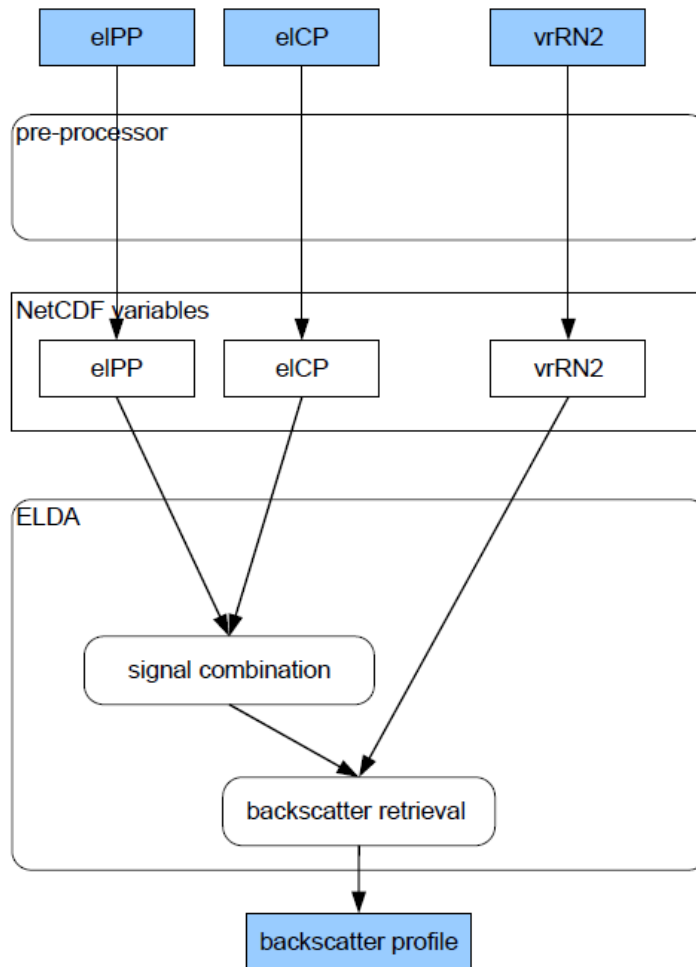 elPP
elCP
vrRN2
pre-processor
NetCDF variables
elPP
elCP
vrRN2
ELDA
signal combination
backscatter retrieval
backscatter profile